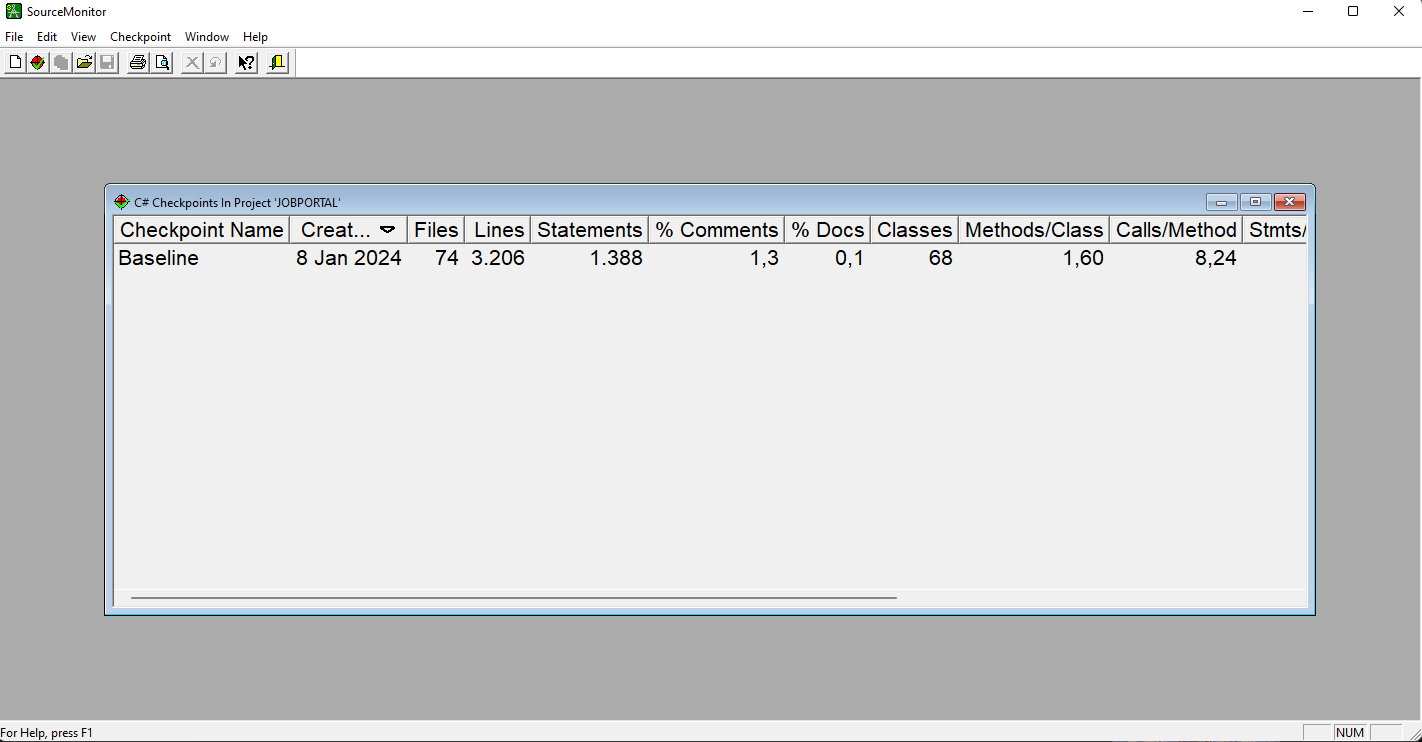 SourceMonitor
File Edit View Checkpoint Window Help
C# Checkpoints In Project 'JOBPORTAL'
Checkpoint Name Creat... Files Lines Statements % Comments % Docs Classes Methods/Class Calls/Method Stmts/
Baseline 8 Jan 2024 74 3.206 1.388 1,3 0,1 68 1,60 8,24
For Help, press F1 NUM